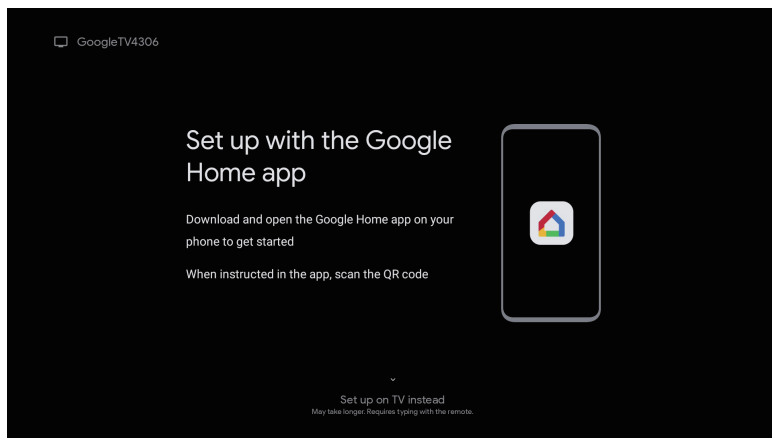 GoogleTV4306
Set up with the Google
Home app
Download and open the Google Home app on your
phone to get started
When instructed in the app, scan the QR code
Set up on TV instead
May take longer. Requires typing with the remote.